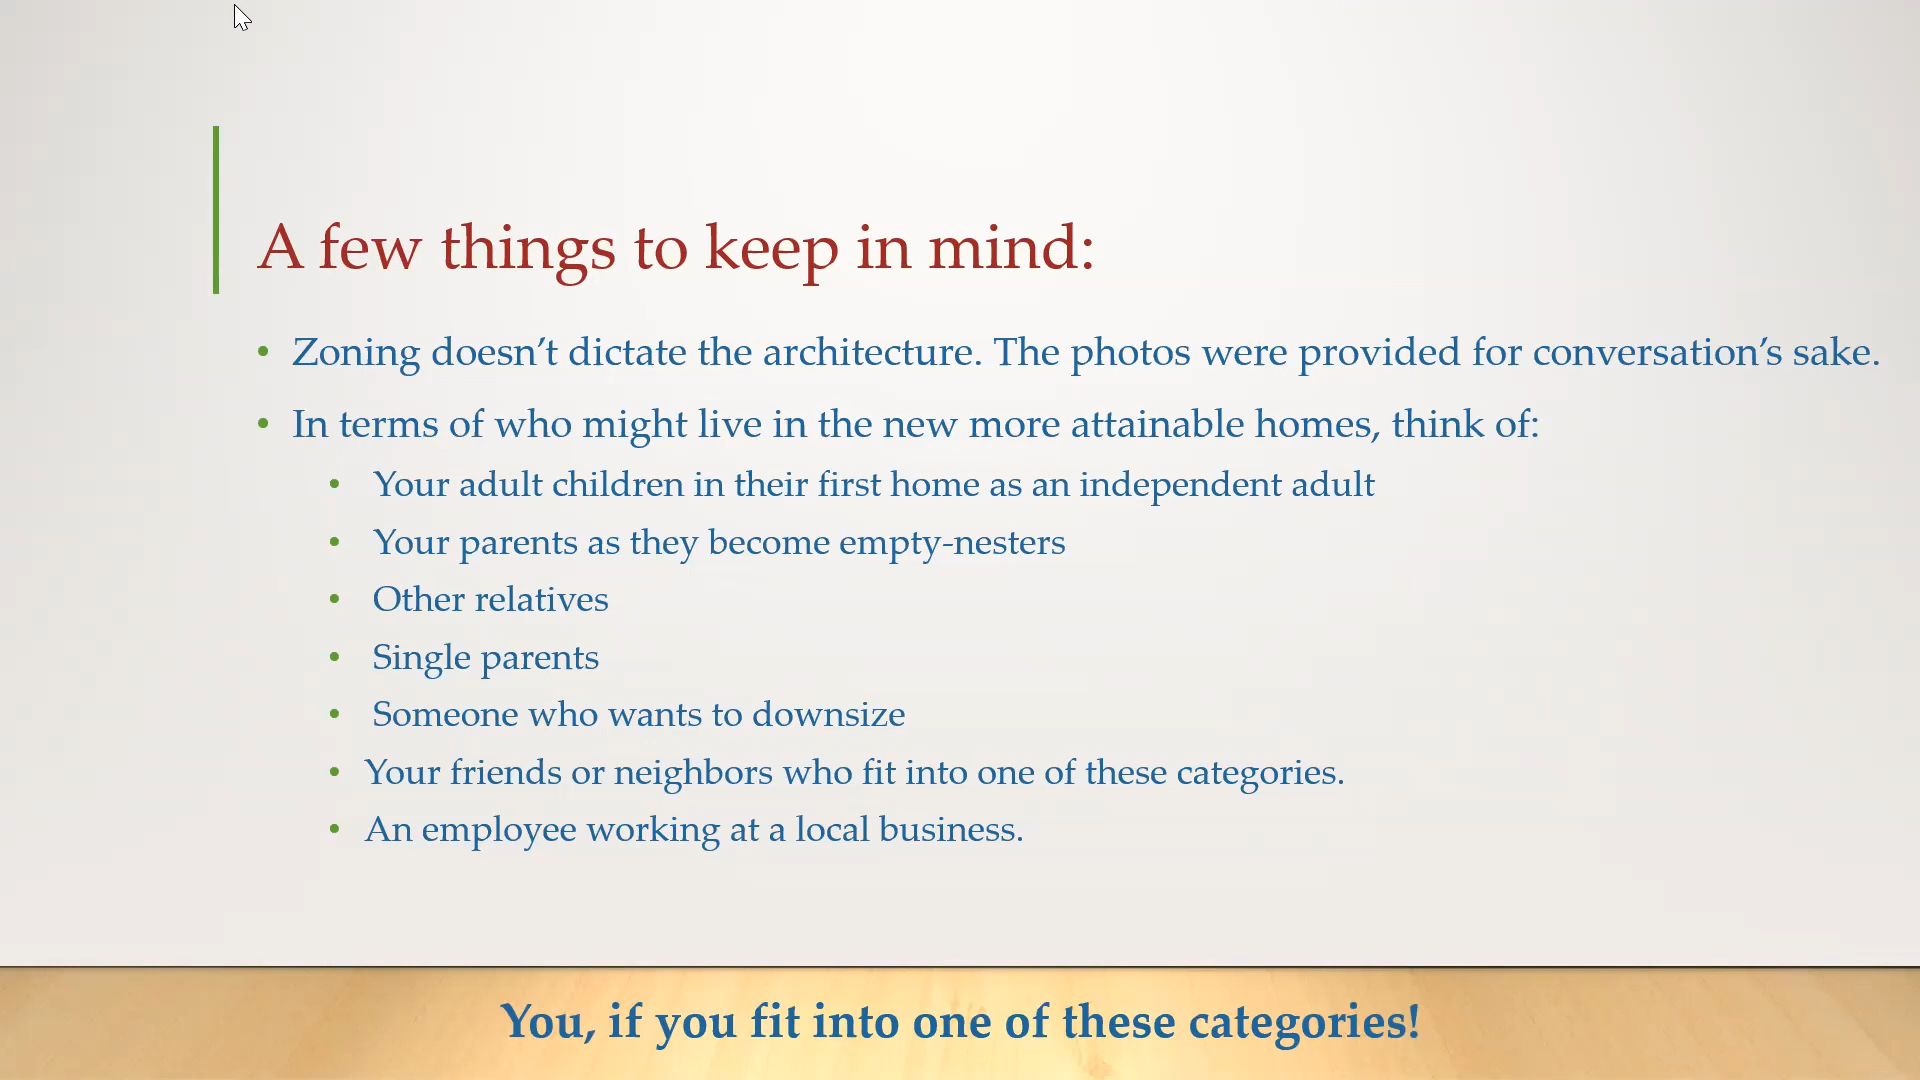 A few things to keep in mind:
• Zoning doesn’t dictate the architecture. The photos were provided for conversation’s sake.
• In terms of who might live in the new more attainable homes, think of:
• Your adult children in their first home as an independent adult
• Your parents as they become empty-nesters
• Other relatives
• Single parents
• Someone who wants to downsize
• Your friends or neighbors who fit into one of these categories.
• An employee working at a local business.
You, if you fit into one of these categories!